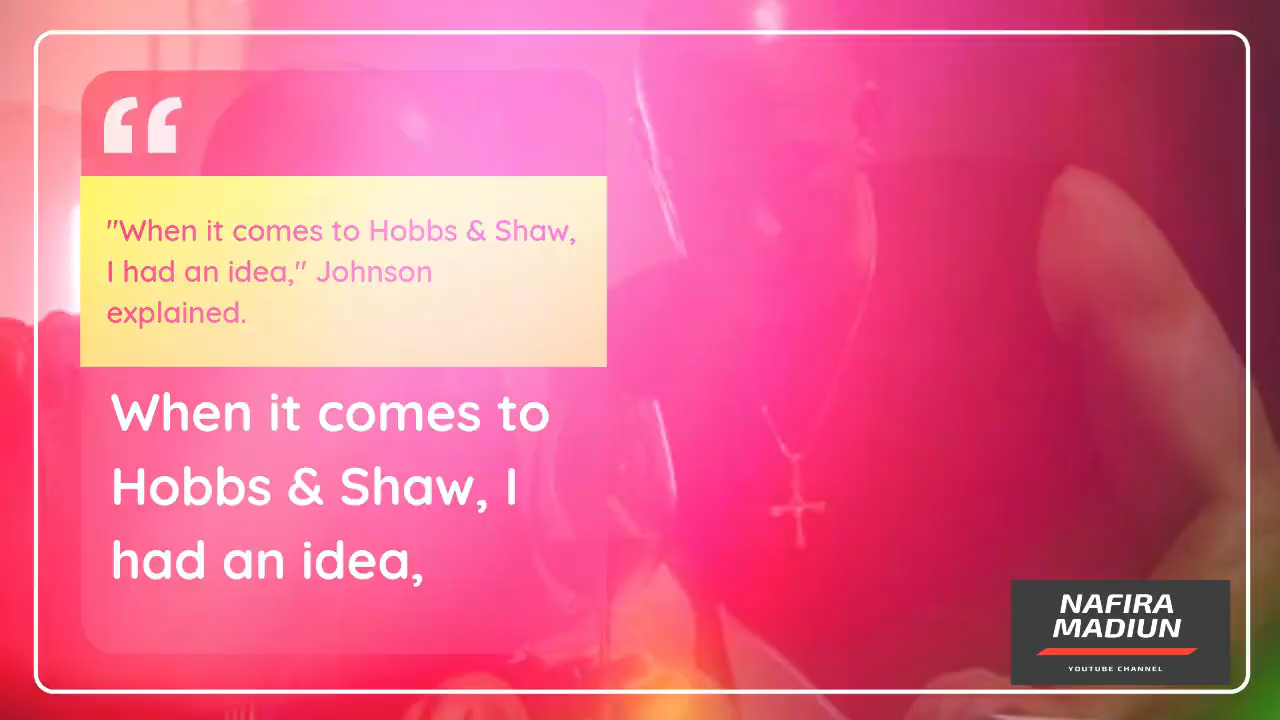 "When it comes to Hobbs & Shaw,
I had an idea," Johnson
explained.
When it comes to
Hobbs & Shaw, I
had an idea,
NAFIRA
MADIUN
YOUTUBE CHANNEL